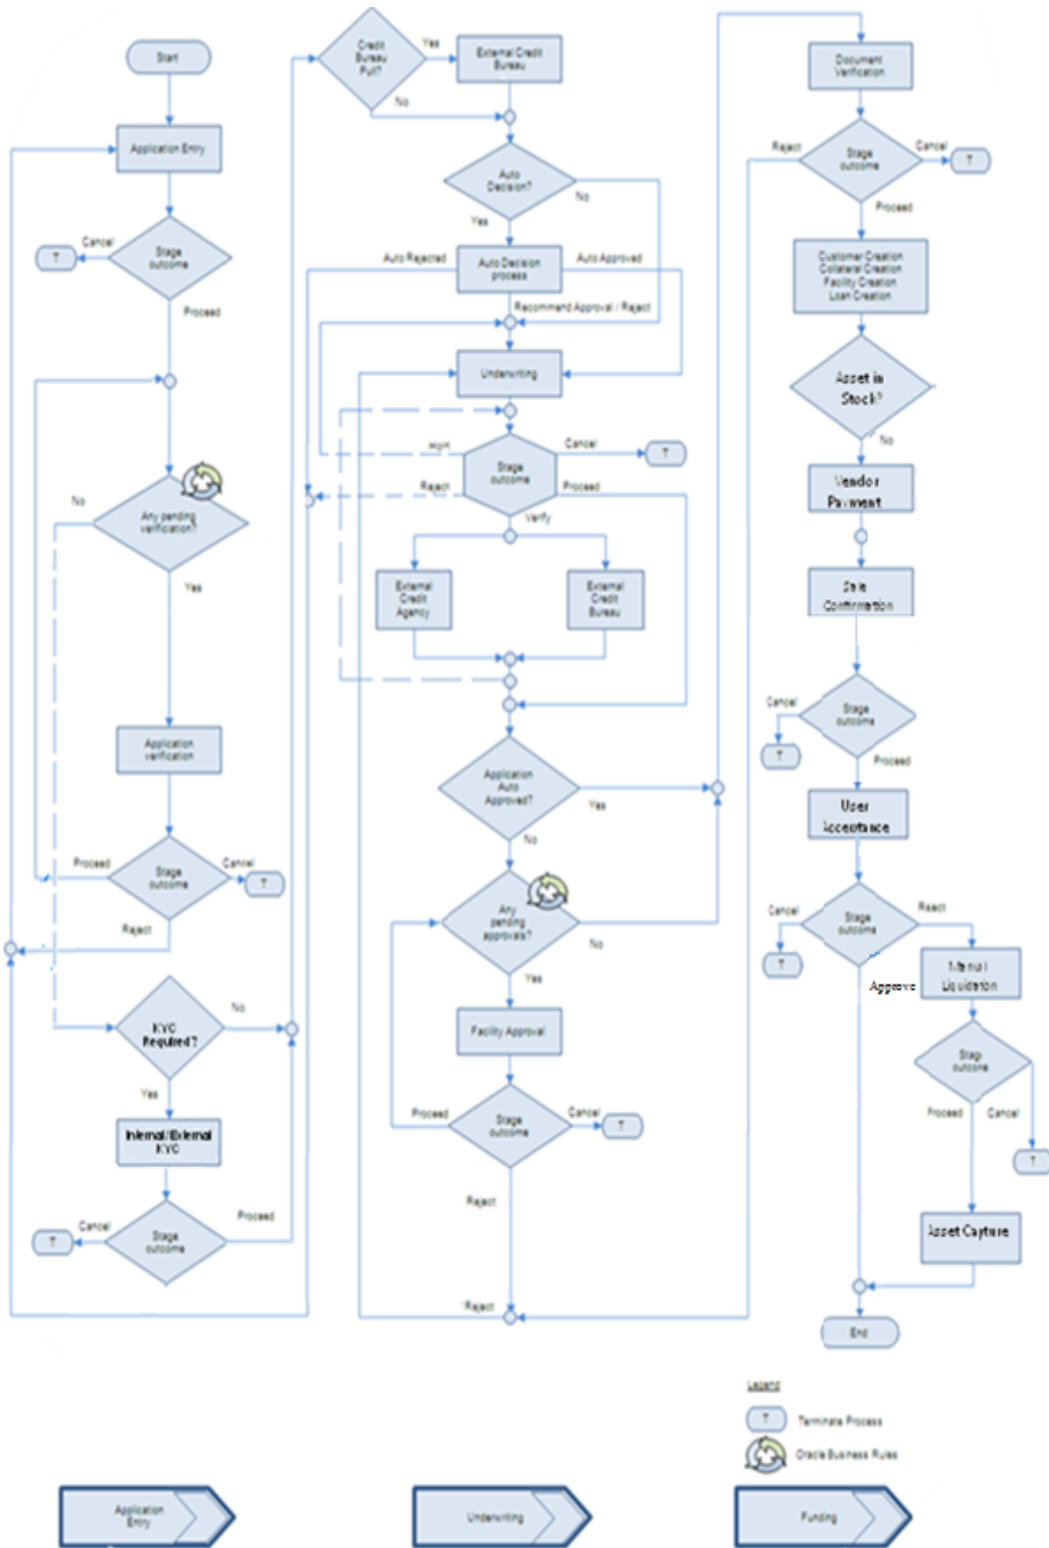 Start
Application Entry
Stage
outcome
Cancel
T
Proceed
Any pending
verification?
No
Yes
Application
verification
Stage
outcome
Proceed
Cancel
T
Reject
KYC
Required?
No
Yes
Internal/External
KYC
Stage
outcome
Cancel
T
Proceed
Credit
Bureau
Pull?
Yes
No
External Credit
Bureau
Auto
Decision?
No
Yes
Auto Rejected
Auto Decision
process
Auto Approved
Recommend Approval / Reject
Underwriting
Stage
outcome
Cancel
T
Reject
Proceed
Verify
External
Credit
Agency
External
Credit
Bureau
Application
Auto
Approved?
Yes
No
Any
pending
approvals?
No
Yes
Facility Approval
Stage
outcome
Proceed
Cancel
T
Reject
Reject
Document
Verification
Stage
outcome
Reject
Cancel
T
Proceed
Customer Creation
Collateral Creation
Facility Creation
Loan Creation
Asset in
Stock?
No
Vendor
Payment
Sale
Confirmation
Stage
outcome
Cancel
T
Proceed
User
Acceptance
Stage
outcome
Cancel
T
Reject
Approve
Manual
Liquidation
Stage
outcome
Proceed
Cancel
T
Asset Capture
End
Legend
T
Terminate Process
Oracle Business Rules
Application
Entry
Underwriting
Funding